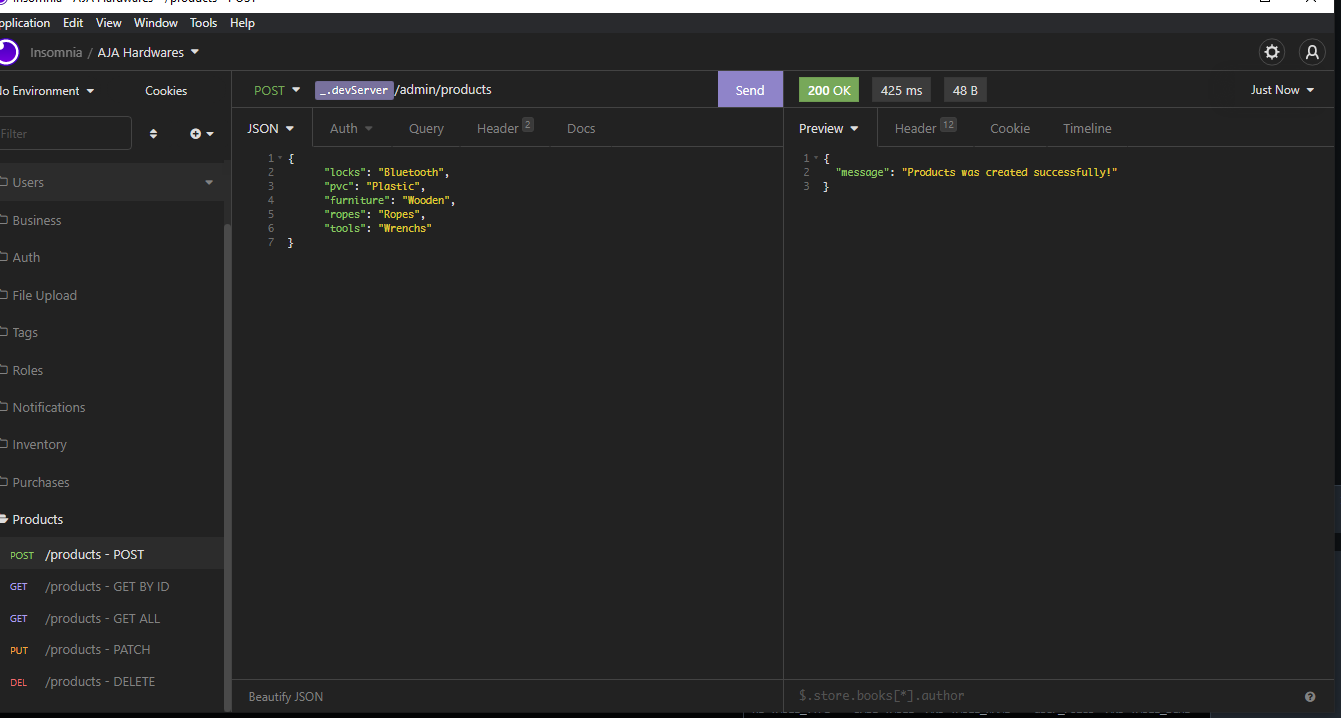 Insomnia - AJA Hardwares - /products - POST
pplication Edit View Window Tools Help
Insomnia / AJA Hardwares
lo Environment Cookies
POST _.devServer/admin/products Send
200 OK 425 ms 48 B Just Now
Filter
JSON Auth Query Header 2 Docs
Preview Header 12 Cookie Timeline
1 {
2 "locks": "Bluetooth",
3 "pvc": "Plastic",
4 "furniture": "Wooden",
5 "ropes": "Ropes",
6 "tools": "Wrenchs"
7 }
1 {
2 "message": "Products was created successfully!"
3 }
Users
Business
Auth
File Upload
Tags
Roles
Notifications
Inventory
Purchases
Products
POST /products - POST
GET /products - GET BY ID
GET /products - GET ALL
PUT /products - PATCH
DEL /products - DELETE
Beautify JSON
$.store.books[*].author